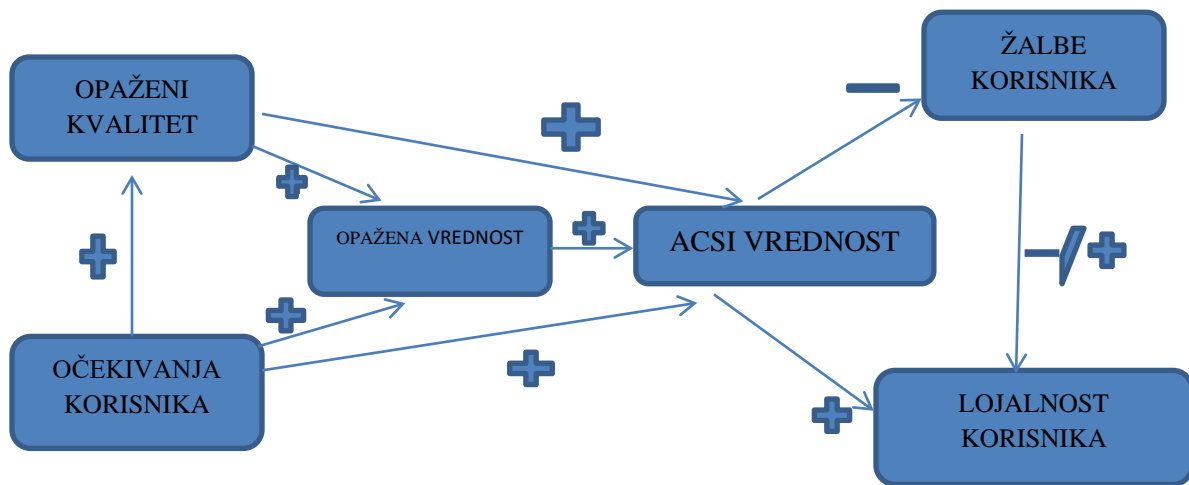 ŽALBE
KORISNIKA
OPAŽENI
KVALITET
OPAŽENA VREDNOST
ACSI VREDNOST
OČEKIVANJA
KORISNIKA
LOJALNOST
KORISNIKA